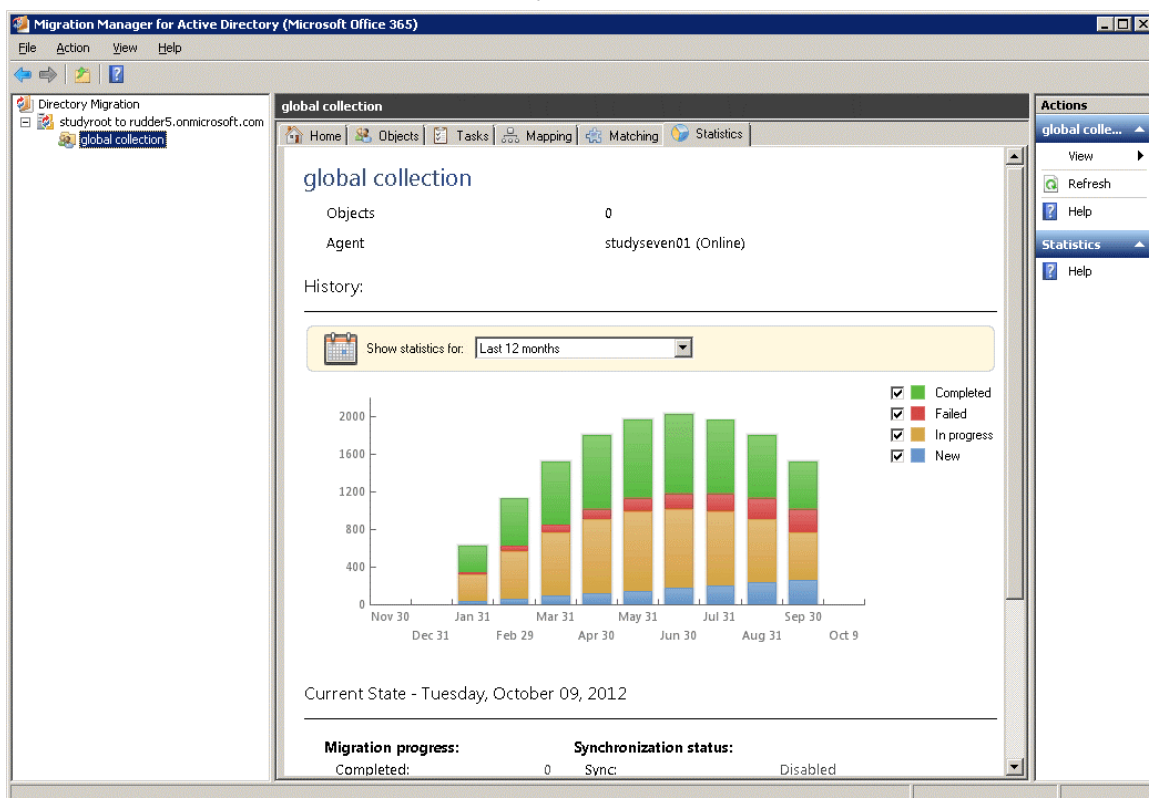 Migration Manager for Active Directory (Microsoft Office 365)
File Action View Help
Directory Migration
studyroot to rudder5.onmicrosoft.com
global collection
global collection
Home Objects Tasks Mapping Matching Statistics
global collection
Objects 0
Agent studyseven01 (Online)
History:
Show statistics for: Last 12 months
Completed
Failed
In progress
New
2000
1600
1200
800
400
0
Nov 30 Jan 31 Mar 31 May 31 Jul 31 Sep 30
Dec 31 Feb 29 Apr 30 Jun 30 Aug 31 Oct 9
Current State - Tuesday, October 09, 2012
Migration progress: Synchronization status:
Completed: 0 Sync: Disabled
Actions
global colle...
View
Refresh
Help
Statistics
Help